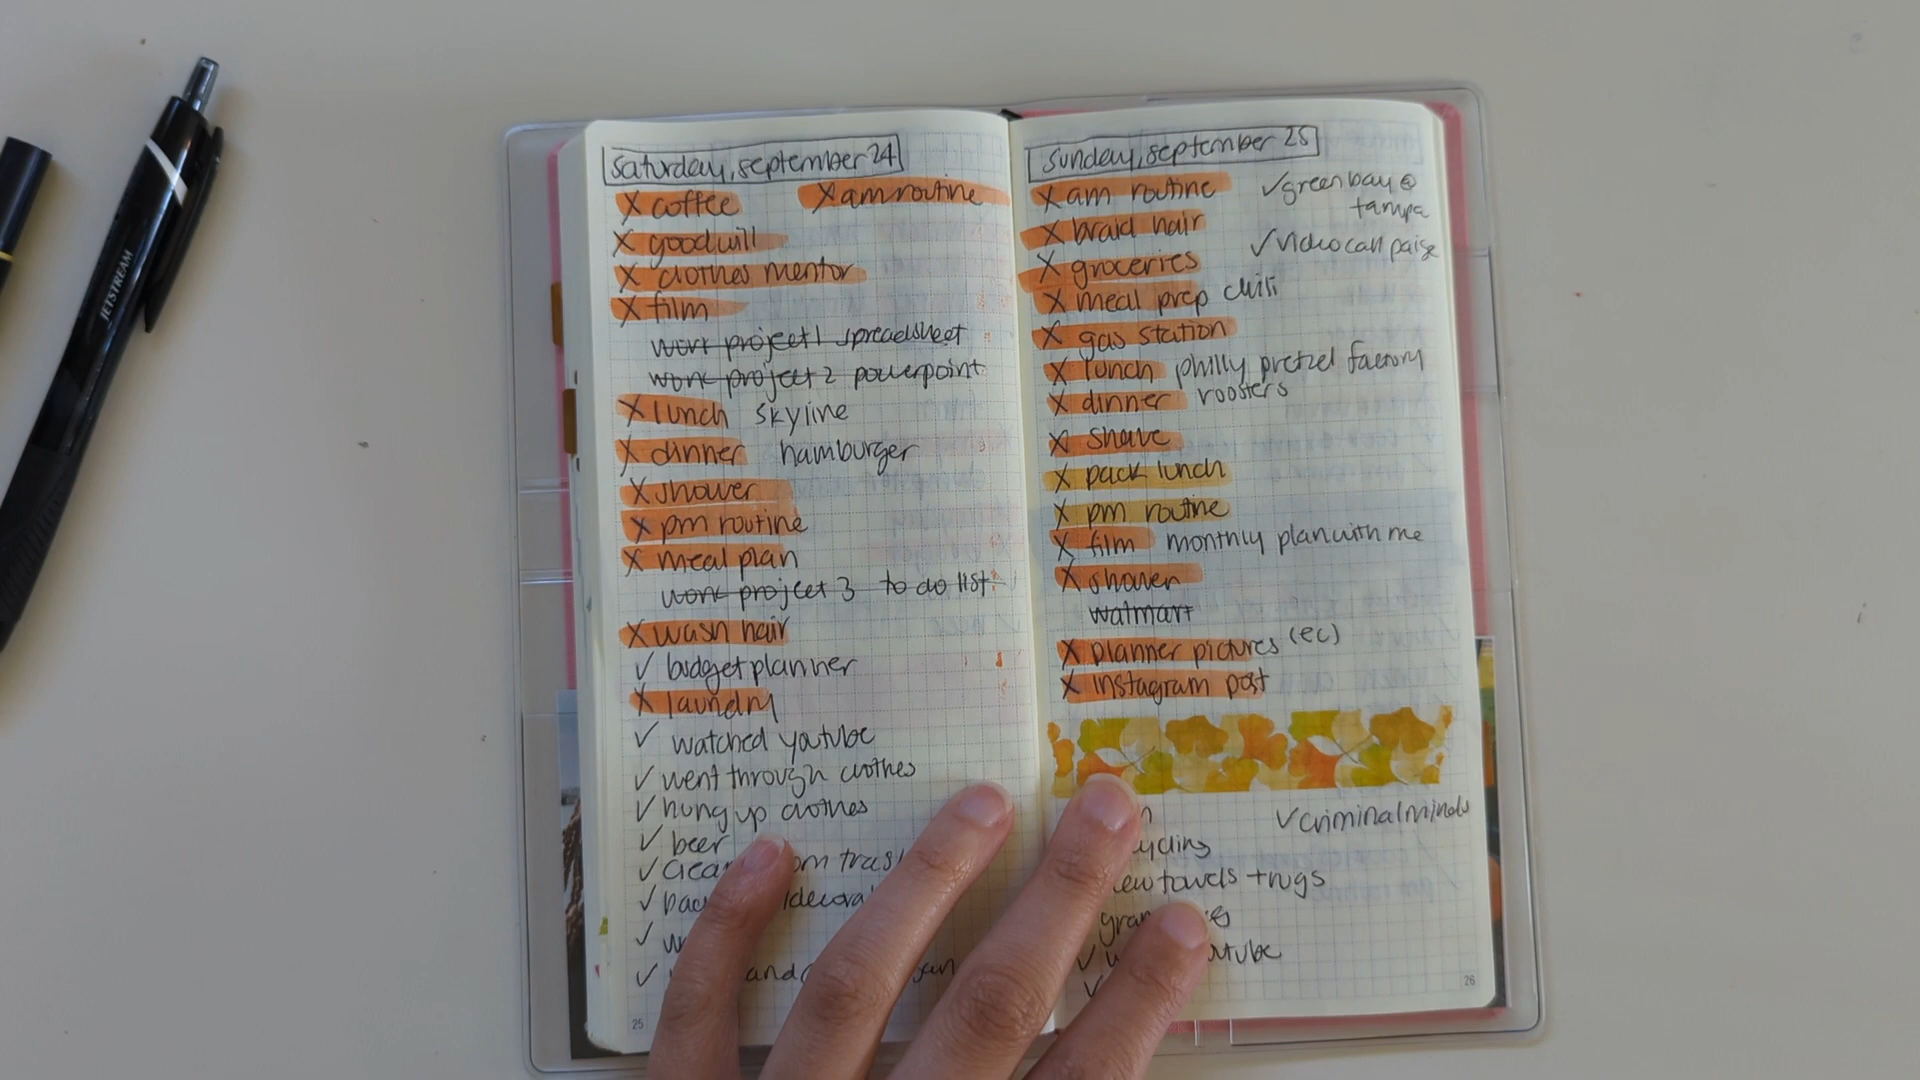 JETSTREAM
saturday, september 24
X coffee X am routine
X goodwill
X clothes mentor
X film
work project 1 spreadsheet
work project 2 powerpoint
X lunch skyline
X dinner hamburger
X shower
X pm routine
X meal plan
work project 3 to do list
X wash hair
✓ budget planner
X laundry
✓ watched youtube
✓ went through clothes
✓ hung up clothes
✓ beer
✓
✓
✓
✓ and
25
sunday, september 25
X am routine ✓ green bay @
tampa
X braid hair
✓ video call paige
X groceries
X meal prep chili
X gas station
X lunch philly pretzel factory
X dinner roosters
X shave
X pack lunch
X pm routine
X film monthly plan with me
X shower
walmart
X planner pictures (ec)
X instagram post
✓ criminal minds
towels + rugs
✓
✓
26